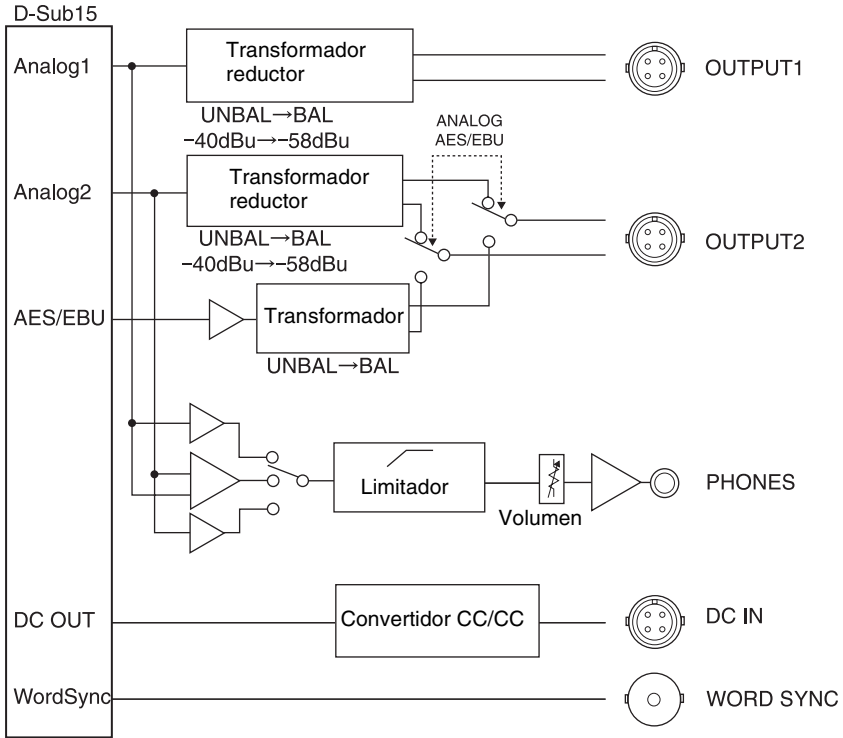 D-Sub15
Analog1
Transformador
reductor
OUTPUT1
UNBAL→BAL
−40dBu→−58dBu
ANALOG
AES/EBU
Analog2
Transformador
reductor
UNBAL→BAL
−40dBu→−58dBu
OUTPUT2
AES/EBU
Transformador
UNBAL→BAL
Limitador
Volumen
PHONES
DC OUT
Convertidor CC/CC
DC IN
WordSync
WORD SYNC